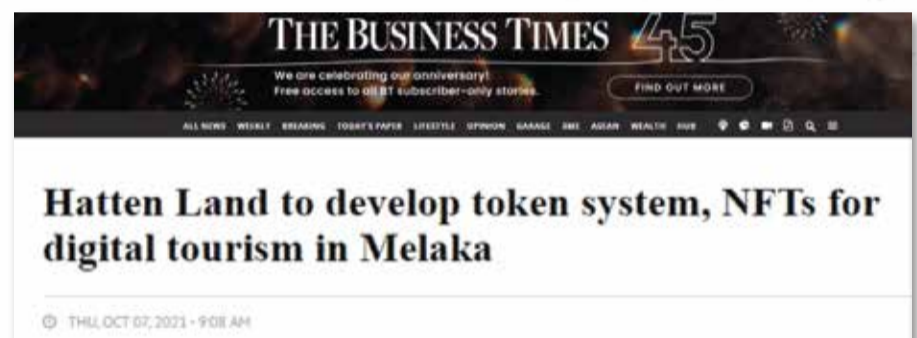 THE BUSINESS TIMES 45
We are celebrating our anniversary!
Free access to all BT subscriber-only stories.
FIND OUT MORE
ALL NEWS WEEKLY BREAKING TODAY'S PAPER LIFESTYLE OPINION GARAGE SME ASEAN WEALTH HUB
Hatten Land to develop token system, NFTs for
digital tourism in Melaka
THU, OCT 07, 2021 - 9:08 AM